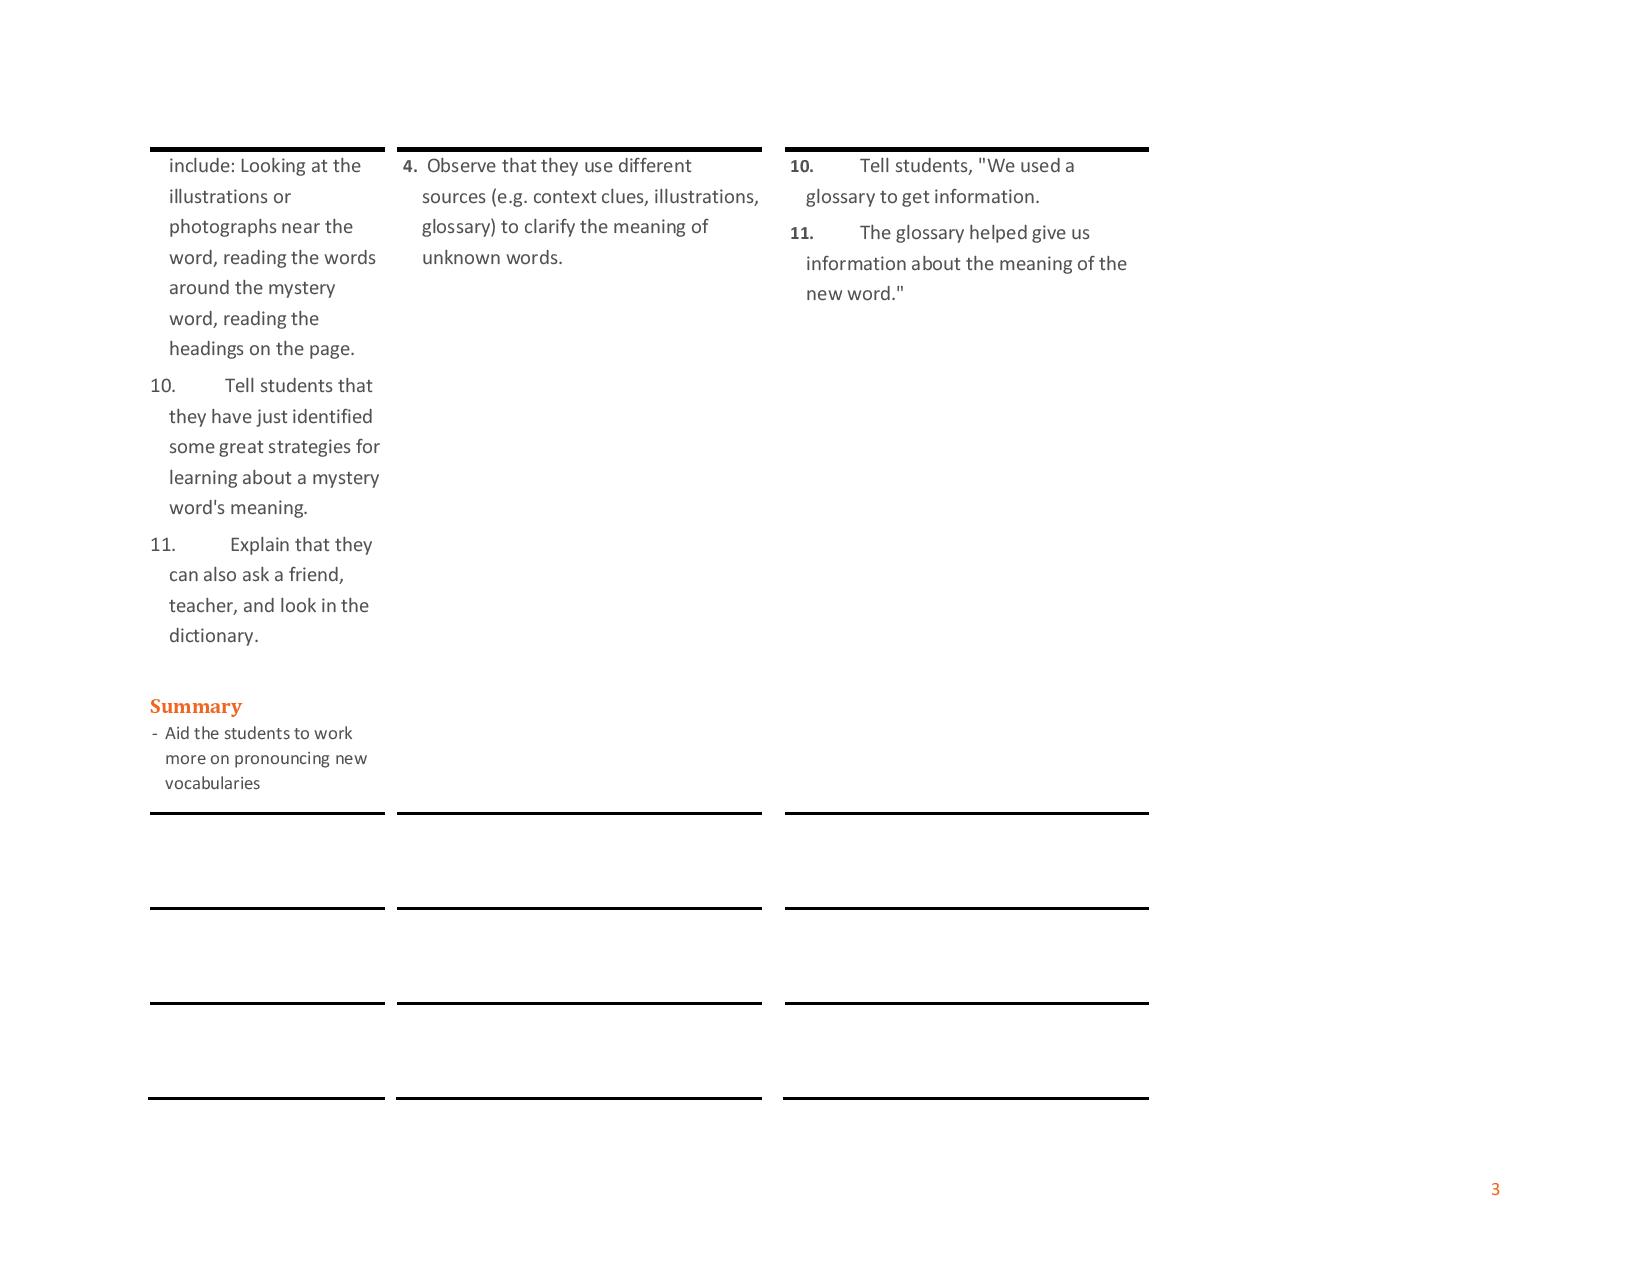 include: Looking at the
illustrations or
photographs near the
word, reading the words
around the mystery
word, reading the
headings on the page.
10. Tell students that
they have just identified
some great strategies for
learning about a mystery
word's meaning.
11. Explain that they
can also ask a friend,
teacher, and look in the
dictionary.
Summary
- Aid the students to work
more on pronouncing new
vocabularies
4. Observe that they use different
sources (e.g. context clues, illustrations,
glossary) to clarify the meaning of
unknown words.
10. Tell students, "We used a
glossary to get information.
11. The glossary helped give us
information about the meaning of the
new word."
3